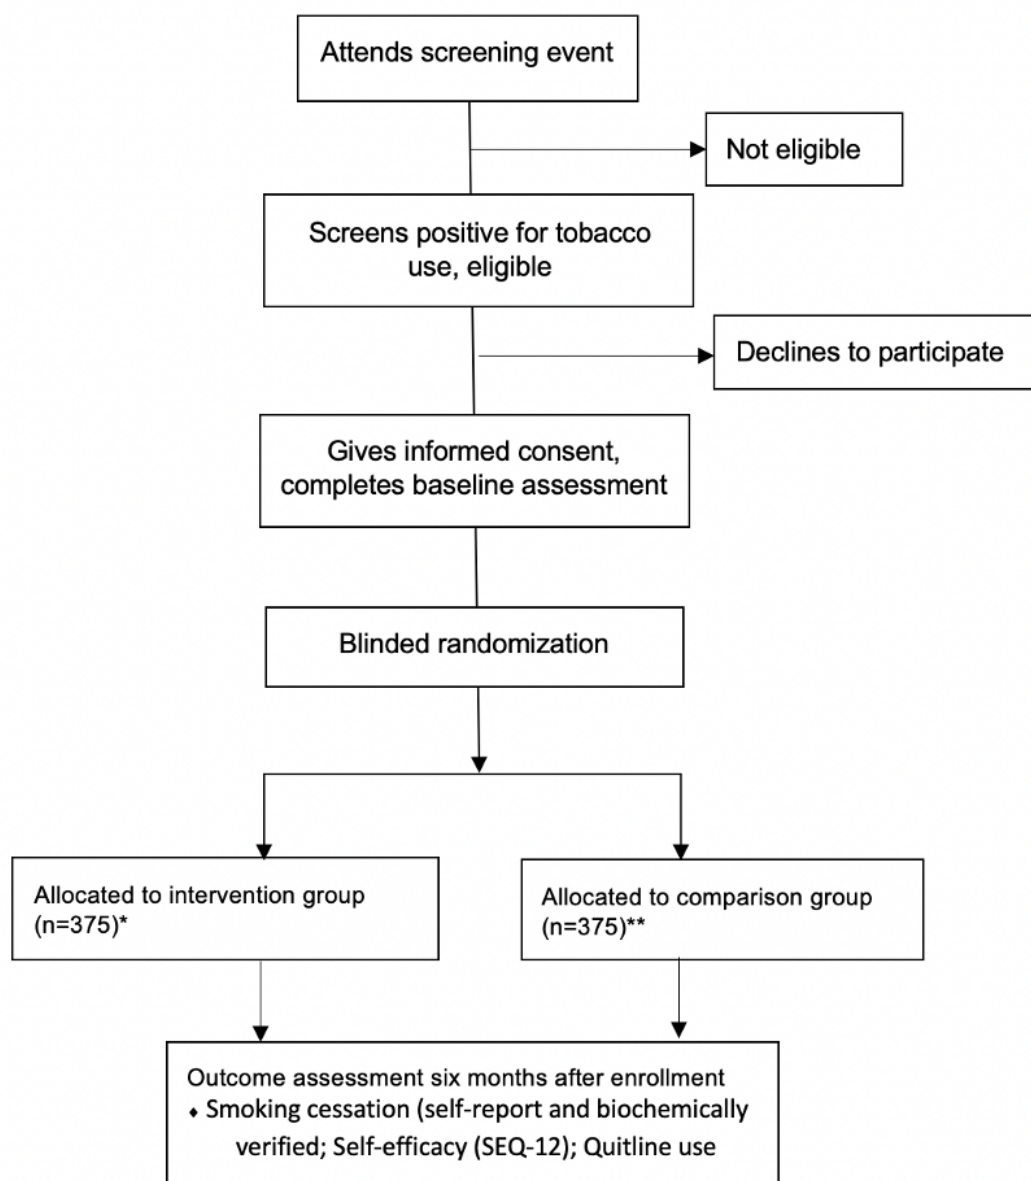 Attends screening event
Not eligible
Screens positive for tobacco
use, eligible
Declines to participate
Gives informed consent,
completes baseline assessment
Blinded randomization
Allocated to intervention group
(n=375)*
Allocated to comparison group
(n=375)**
Outcome assessment six months after enrollment
⬧ Smoking cessation (self-report and biochemically
verified; Self-efficacy (SEQ-12); Quitline use